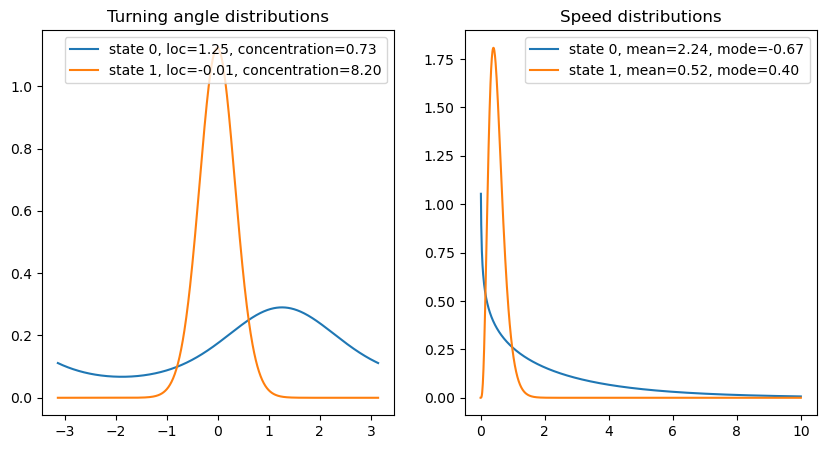 Turning angle distributions
state 0, loc=1.25, concentration=0.73
state 1, loc=-0.01, concentration=8.20
1.0
0.8
0.6
0.4
0.2
0.0
−3 −2 −1 0 1 2 3
Speed distributions
state 0, mean=2.24, mode=-0.67
state 1, mean=0.52, mode=0.40
1.75
1.50
1.25
1.00
0.75
0.50
0.25
0.00
0 2 4 6 8 10